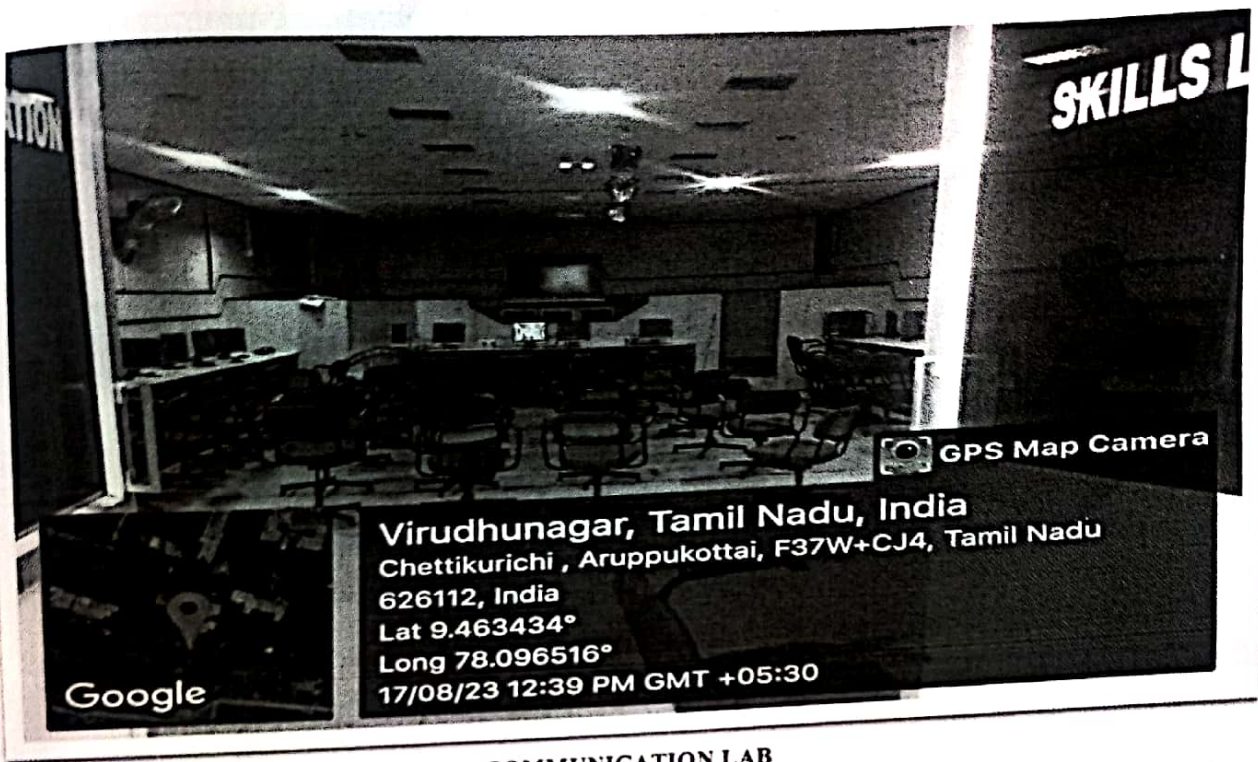 ATION
SKILLS L
GPS Map Camera
Virudhunagar, Tamil Nadu, India
Chettikurichi , Aruppukottai, F37W+CJ4, Tamil Nadu
626112, India
Lat 9.463434°
Long 78.096516°
17/08/23 12:39 PM GMT +05:30
Google
COMMUNICATION LAB